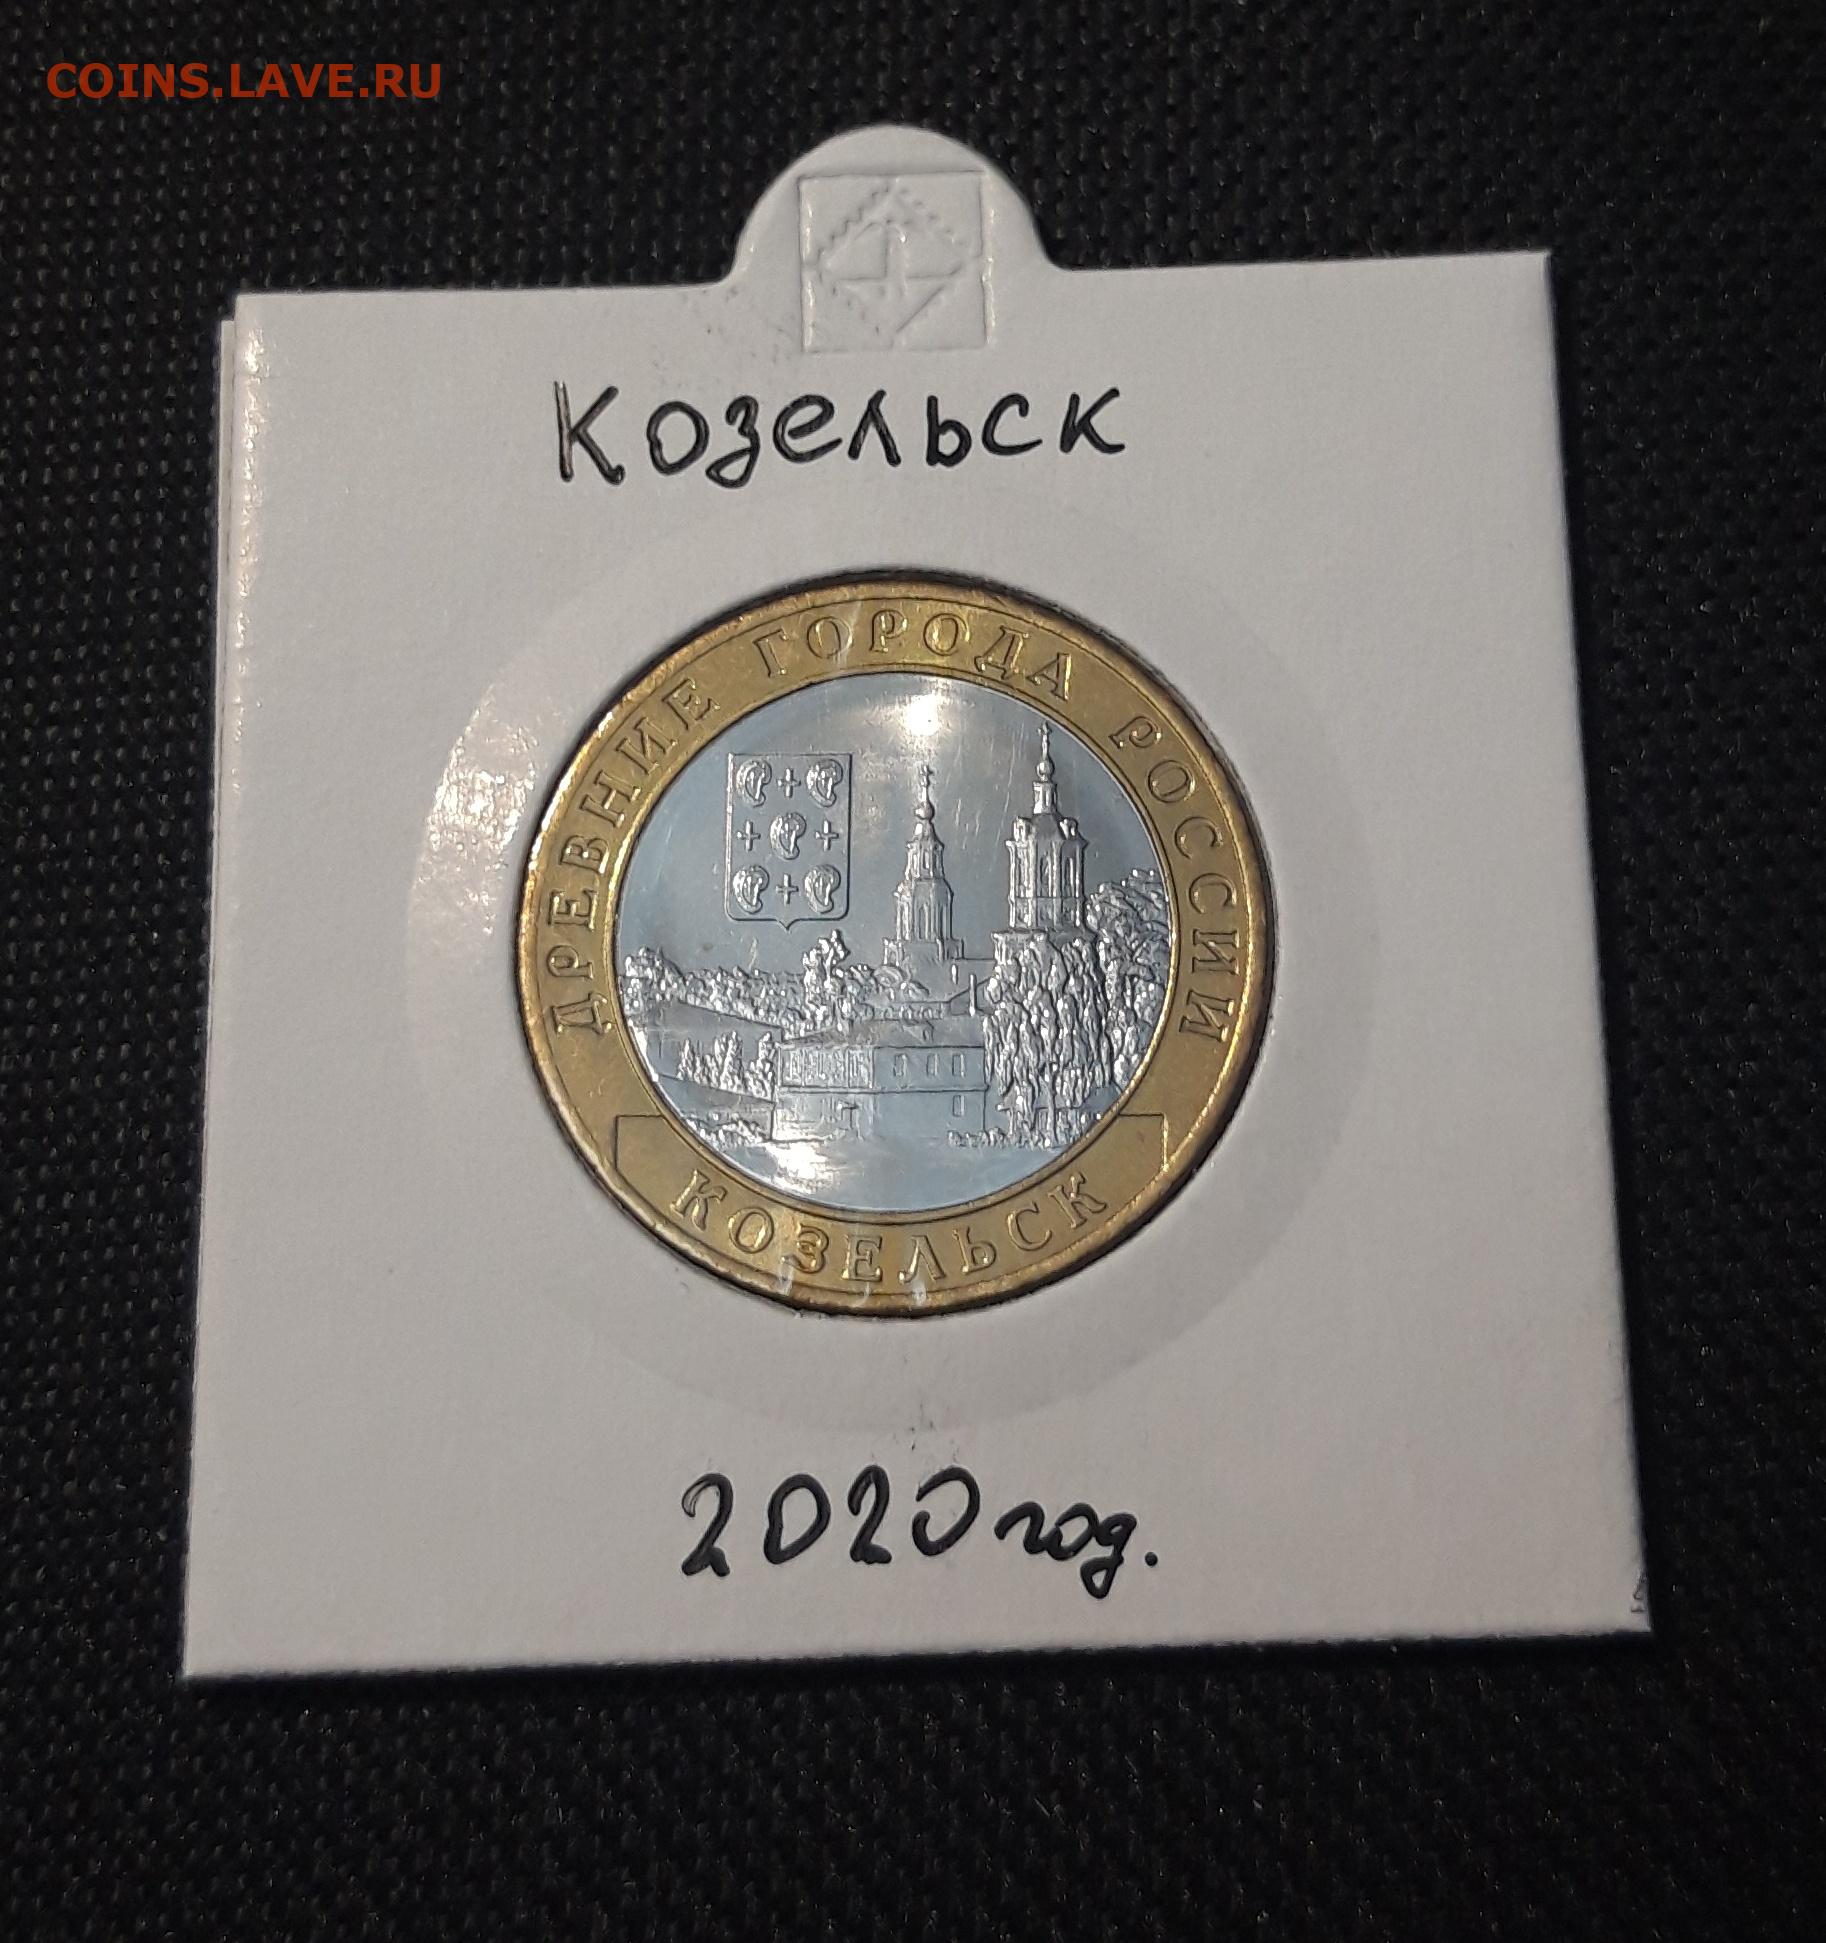 COINS.LAVE.RU
Козельск
ДРЕВНИЕ ГОРОДА РОССИИ
КОЗЕЛЬСК
2020 год.